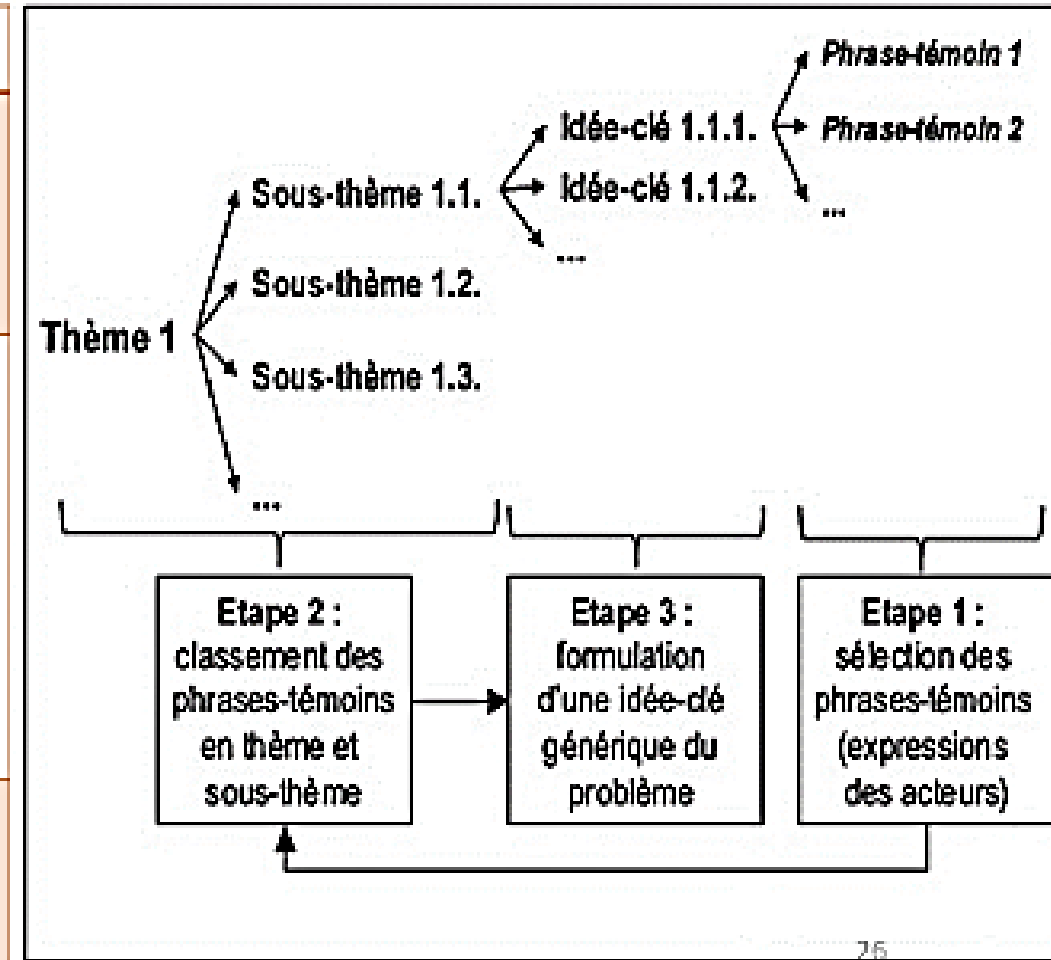 Phrase-témoin 1
Idée-clé 1.1.1.
Phrase-témoin 2
Sous-thème 1.1.
Idée-clé 1.1.2.
...
...
Sous-thème 1.2.
Thème 1
Sous-thème 1.3.
...
Etape 2 :
classement des
phrases-témoins
en thème et
sous-thème
Etape 3 :
formulation
d'une idée-clé
générique du
problème
Etape 1 :
sélection des
phrases-témoins
(expressions
des acteurs)
76